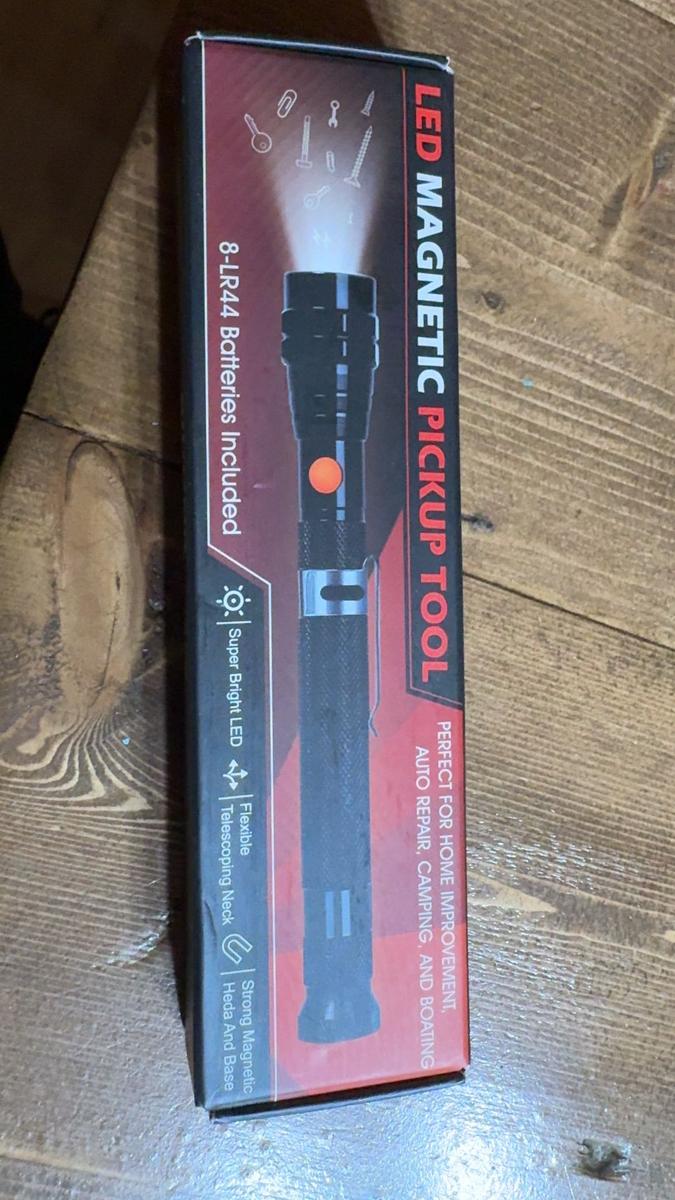 LED MAGNETIC PICKUP TOOL
PERFECT FOR HOME IMPROVEMENT,
AUTO REPAIR, CAMPING, AND BOATING
8-LR44 Batteries Included
Super Bright LED
Flexible
Telescoping Neck
Strong Magnetic
Heda And Base